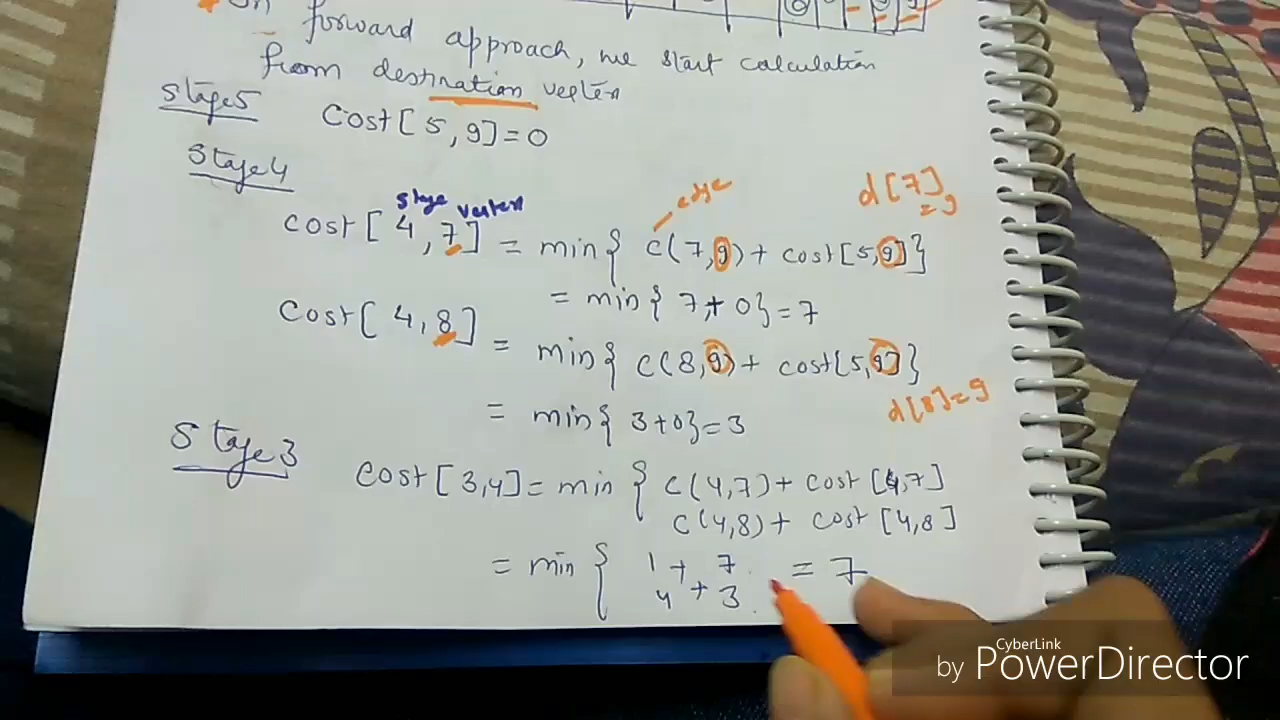 forward approach, we start calculation
from destination vertex
Stage5 Cost[5,9]=0
Stage4
stage vertex
edge
d[7]
=9
cost[4,7] = min{ c(7,9)+ cost[5,9]}
= min{ 7+0}=7
Cost[4,8] = min{ c(8,9)+ cost[5,9]}
d[8]=9
= min{ 3+0}=3
Stage3
cost[3,4]= min { c(4,7)+ cost[4,7]
c(4,8)+ cost[4,8]
= min { 1+7 = 7
4+3
CyberLink
by PowerDirector